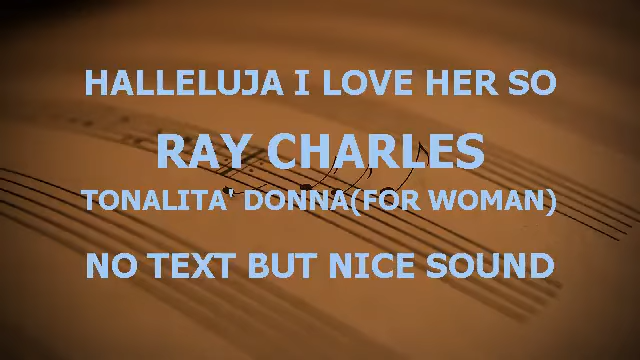 HALLELUJA I LOVE HER SO
RAY CHARLES
TONALITA' DONNA(FOR WOMAN)
NO TEXT BUT NICE SOUND